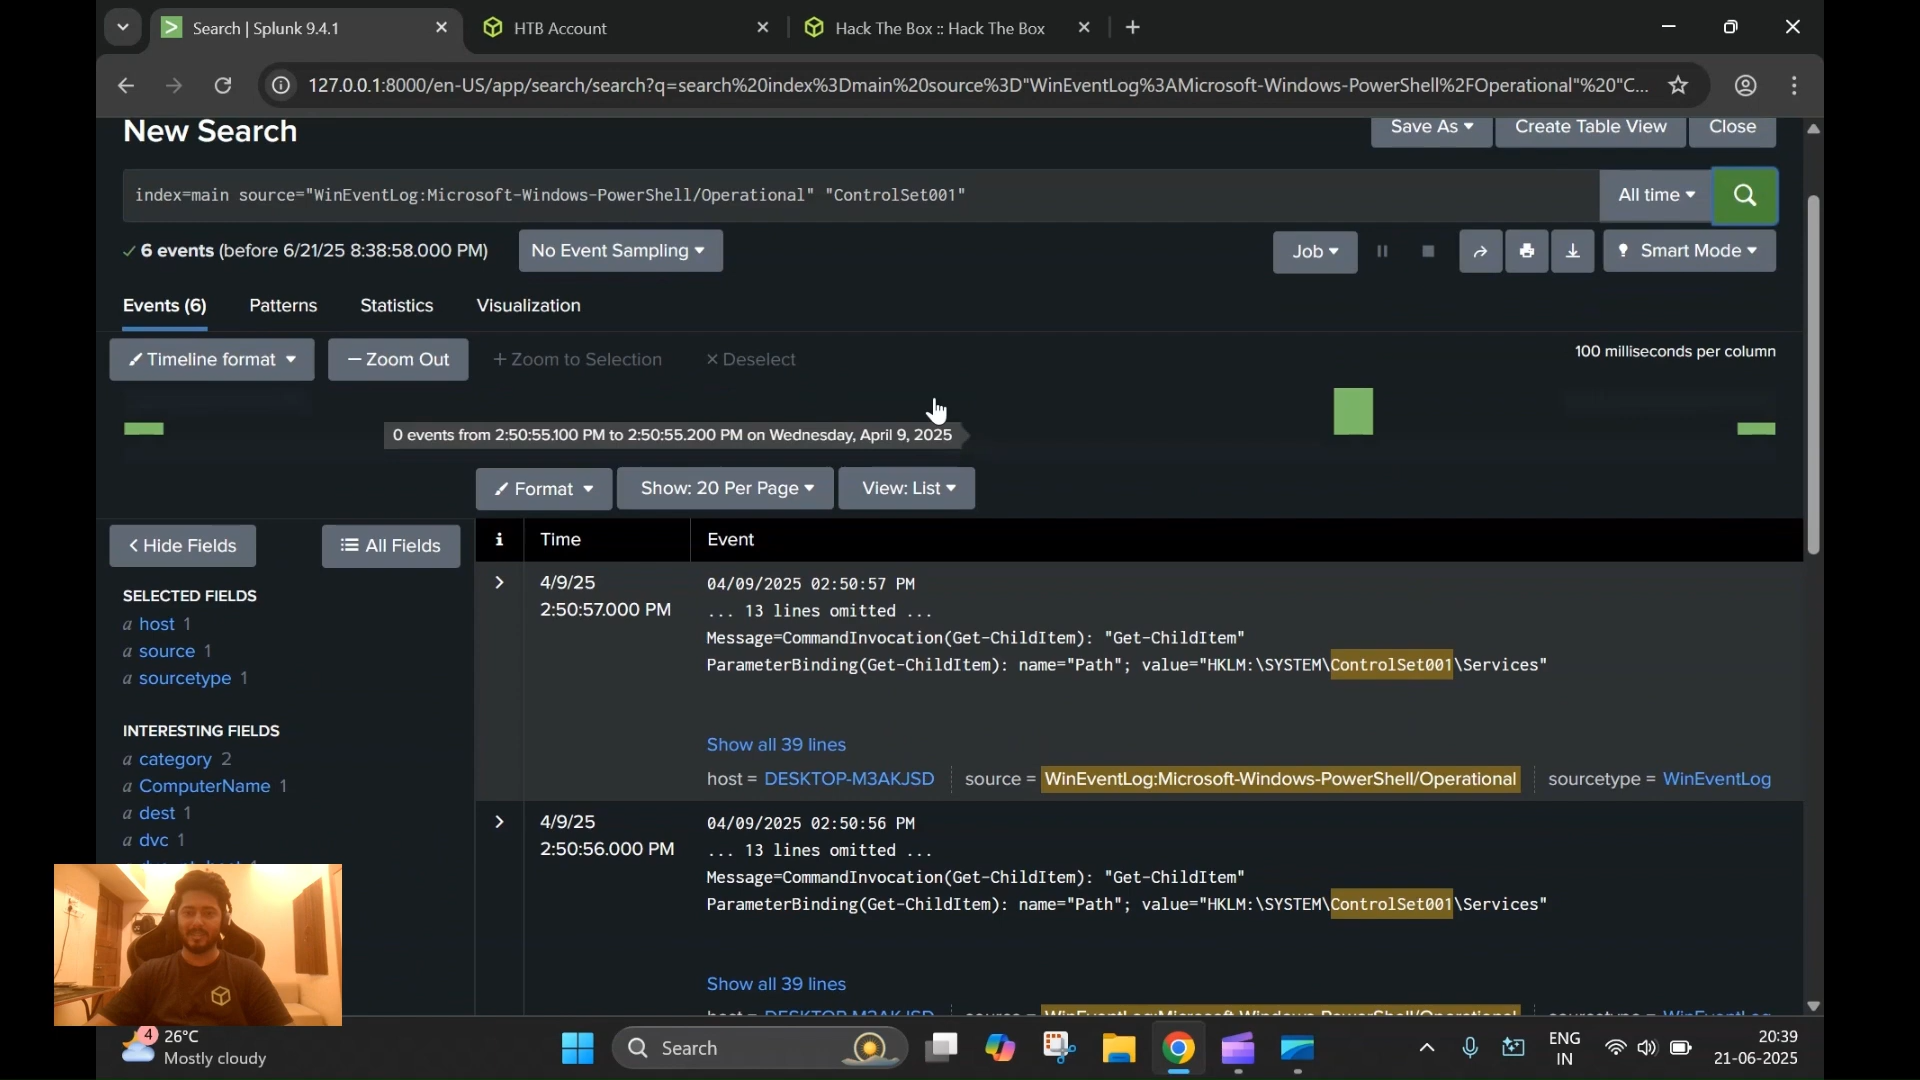 Search | Splunk 9.4.1
HTB Account
Hack The Box :: Hack The Box
127.0.0.1:8000/en-US/app/search/search?q=search%20index%3Dmain%20source%3D"WinEventLog%3AMicrosoft-Windows-PowerShell%2FOperational"%20"C...
New Search
Save As
Create Table View
Close
index=main source="WinEventLog:Microsoft-Windows-PowerShell/Operational" "ControlSet001"
All time
✓ 6 events (before 6/21/25 8:38:58.000 PM)
No Event Sampling
Job
Smart Mode
Events (6)
Patterns
Statistics
Visualization
Timeline format
— Zoom Out
+ Zoom to Selection
× Deselect
100 milliseconds per column
0 events from 2:50:55.100 PM to 2:50:55.200 PM on Wednesday, April 9, 2025
Format
Show: 20 Per Page
View: List
< Hide Fields
All Fields
i
Time
Event
SELECTED FIELDS
a host 1
a source 1
a sourcetype 1
INTERESTING FIELDS
a category 2
a ComputerName 1
a dest 1
a dvc 1
> 4/9/25
2:50:57.000 PM
04/09/2025 02:50:57 PM
... 13 lines omitted ...
Message=CommandInvocation(Get-ChildItem): "Get-ChildItem"
ParameterBinding(Get-ChildItem): name="Path"; value="HKLM:\SYSTEM\ControlSet001\Services"
Show all 39 lines
host = DESKTOP-M3AKJSD source = WinEventLog:Microsoft-Windows-PowerShell/Operational sourcetype = WinEventLog
> 4/9/25
2:50:56.000 PM
04/09/2025 02:50:56 PM
... 13 lines omitted ...
Message=CommandInvocation(Get-ChildItem): "Get-ChildItem"
ParameterBinding(Get-ChildItem): name="Path"; value="HKLM:\SYSTEM\ControlSet001\Services"
Show all 39 lines
4
26°C
Mostly cloudy
Search
ENG
IN
20:39
21-06-2025